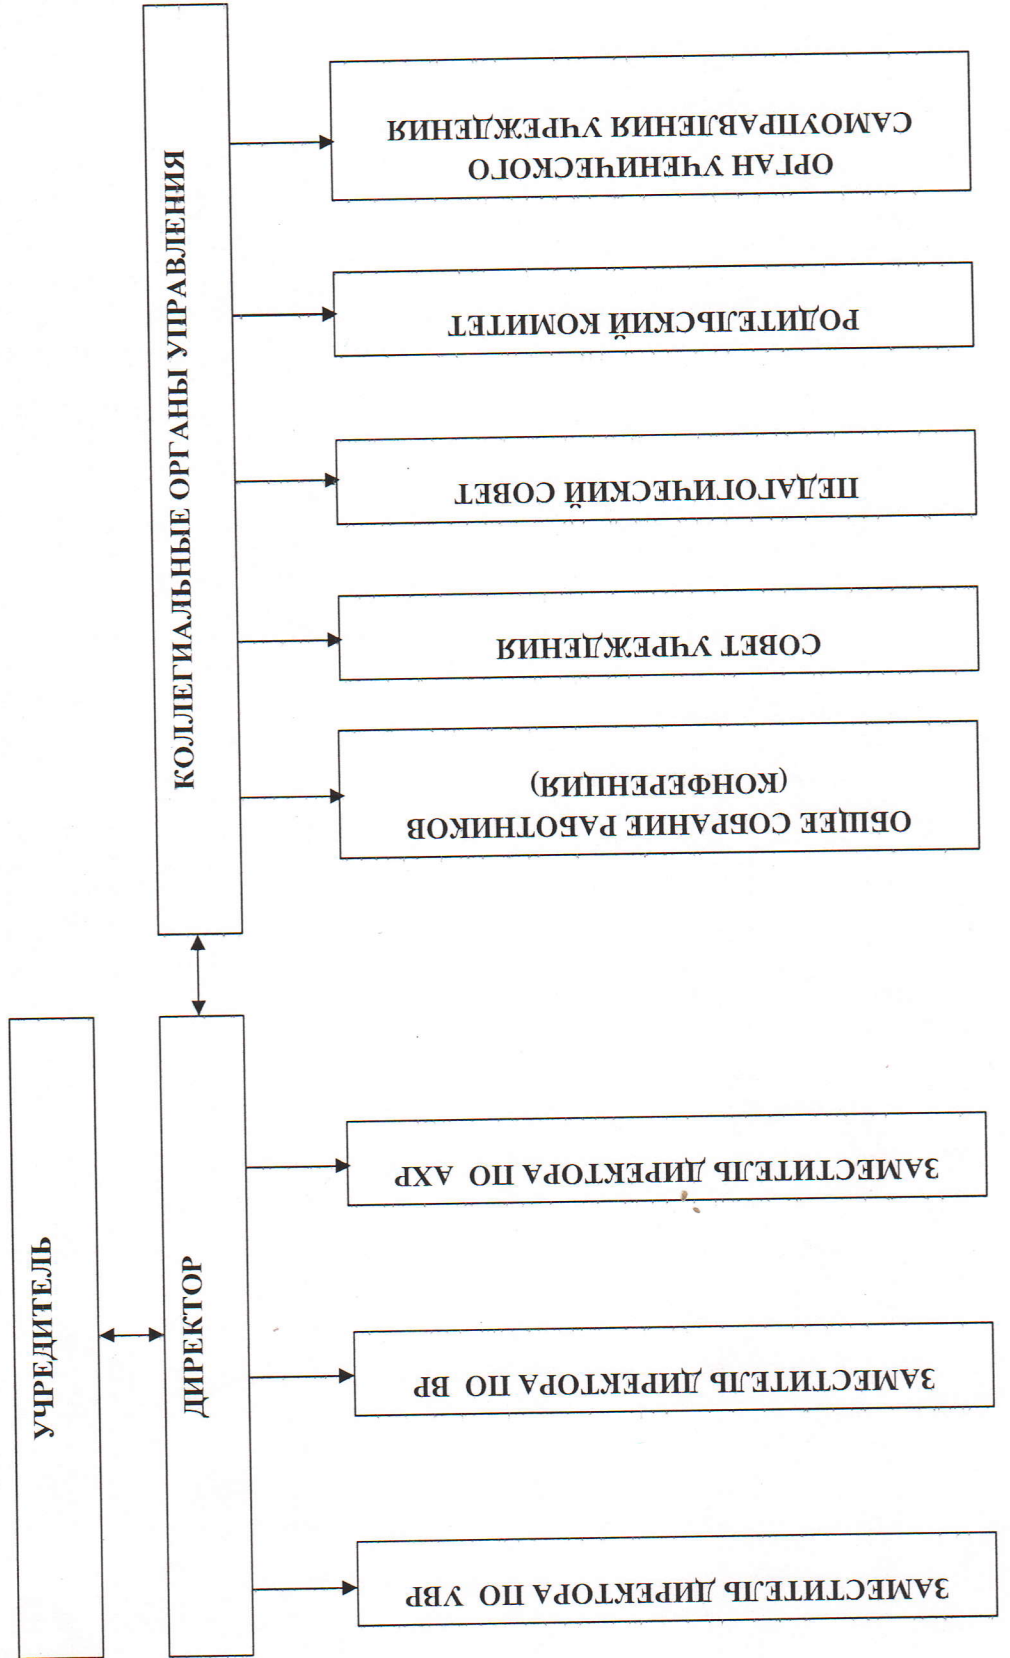 УЧРЕДИТЕЛЬ
ДИРЕКТОР
КОЛЛЕГИАЛЬНЫЕ ОРГАНЫ УПРАВЛЕНИЯ
ЗАМЕСТИТЕЛЬ ДИРЕКТОРА ПО УВР
ЗАМЕСТИТЕЛЬ ДИРЕКТОРА ПО ВР
ЗАМЕСТИТЕЛЬ ДИРЕКТОРА ПО АХР
ОБЩЕЕ СОБРАНИЕ РАБОТНИКОВ
(КОНФЕРЕНЦИЯ)
СОВЕТ УЧРЕЖДЕНИЯ
ПЕДАГОГИЧЕСКИЙ СОВЕТ
РОДИТЕЛЬСКИЙ КОМИТЕТ
ОРГАН УЧЕНИЧЕСКОГО
САМОУПРАВЛЕНИЯ УЧРЕЖДЕНИЯ